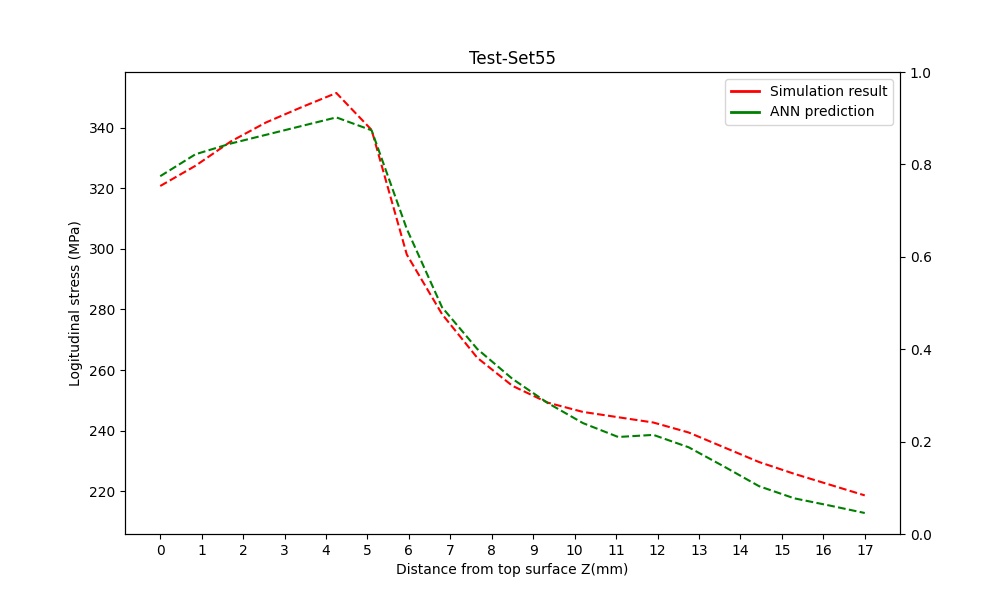 Test-Set55
Simulation result
ANN prediction
Logitudinal stress (MPa)
340
320
300
280
260
240
220
1.0
0.8
0.6
0.4
0.2
0.0
0 1 2 3 4 5 6 7 8 9 10 11 12 13 14 15 16 17
Distance from top surface Z(mm)